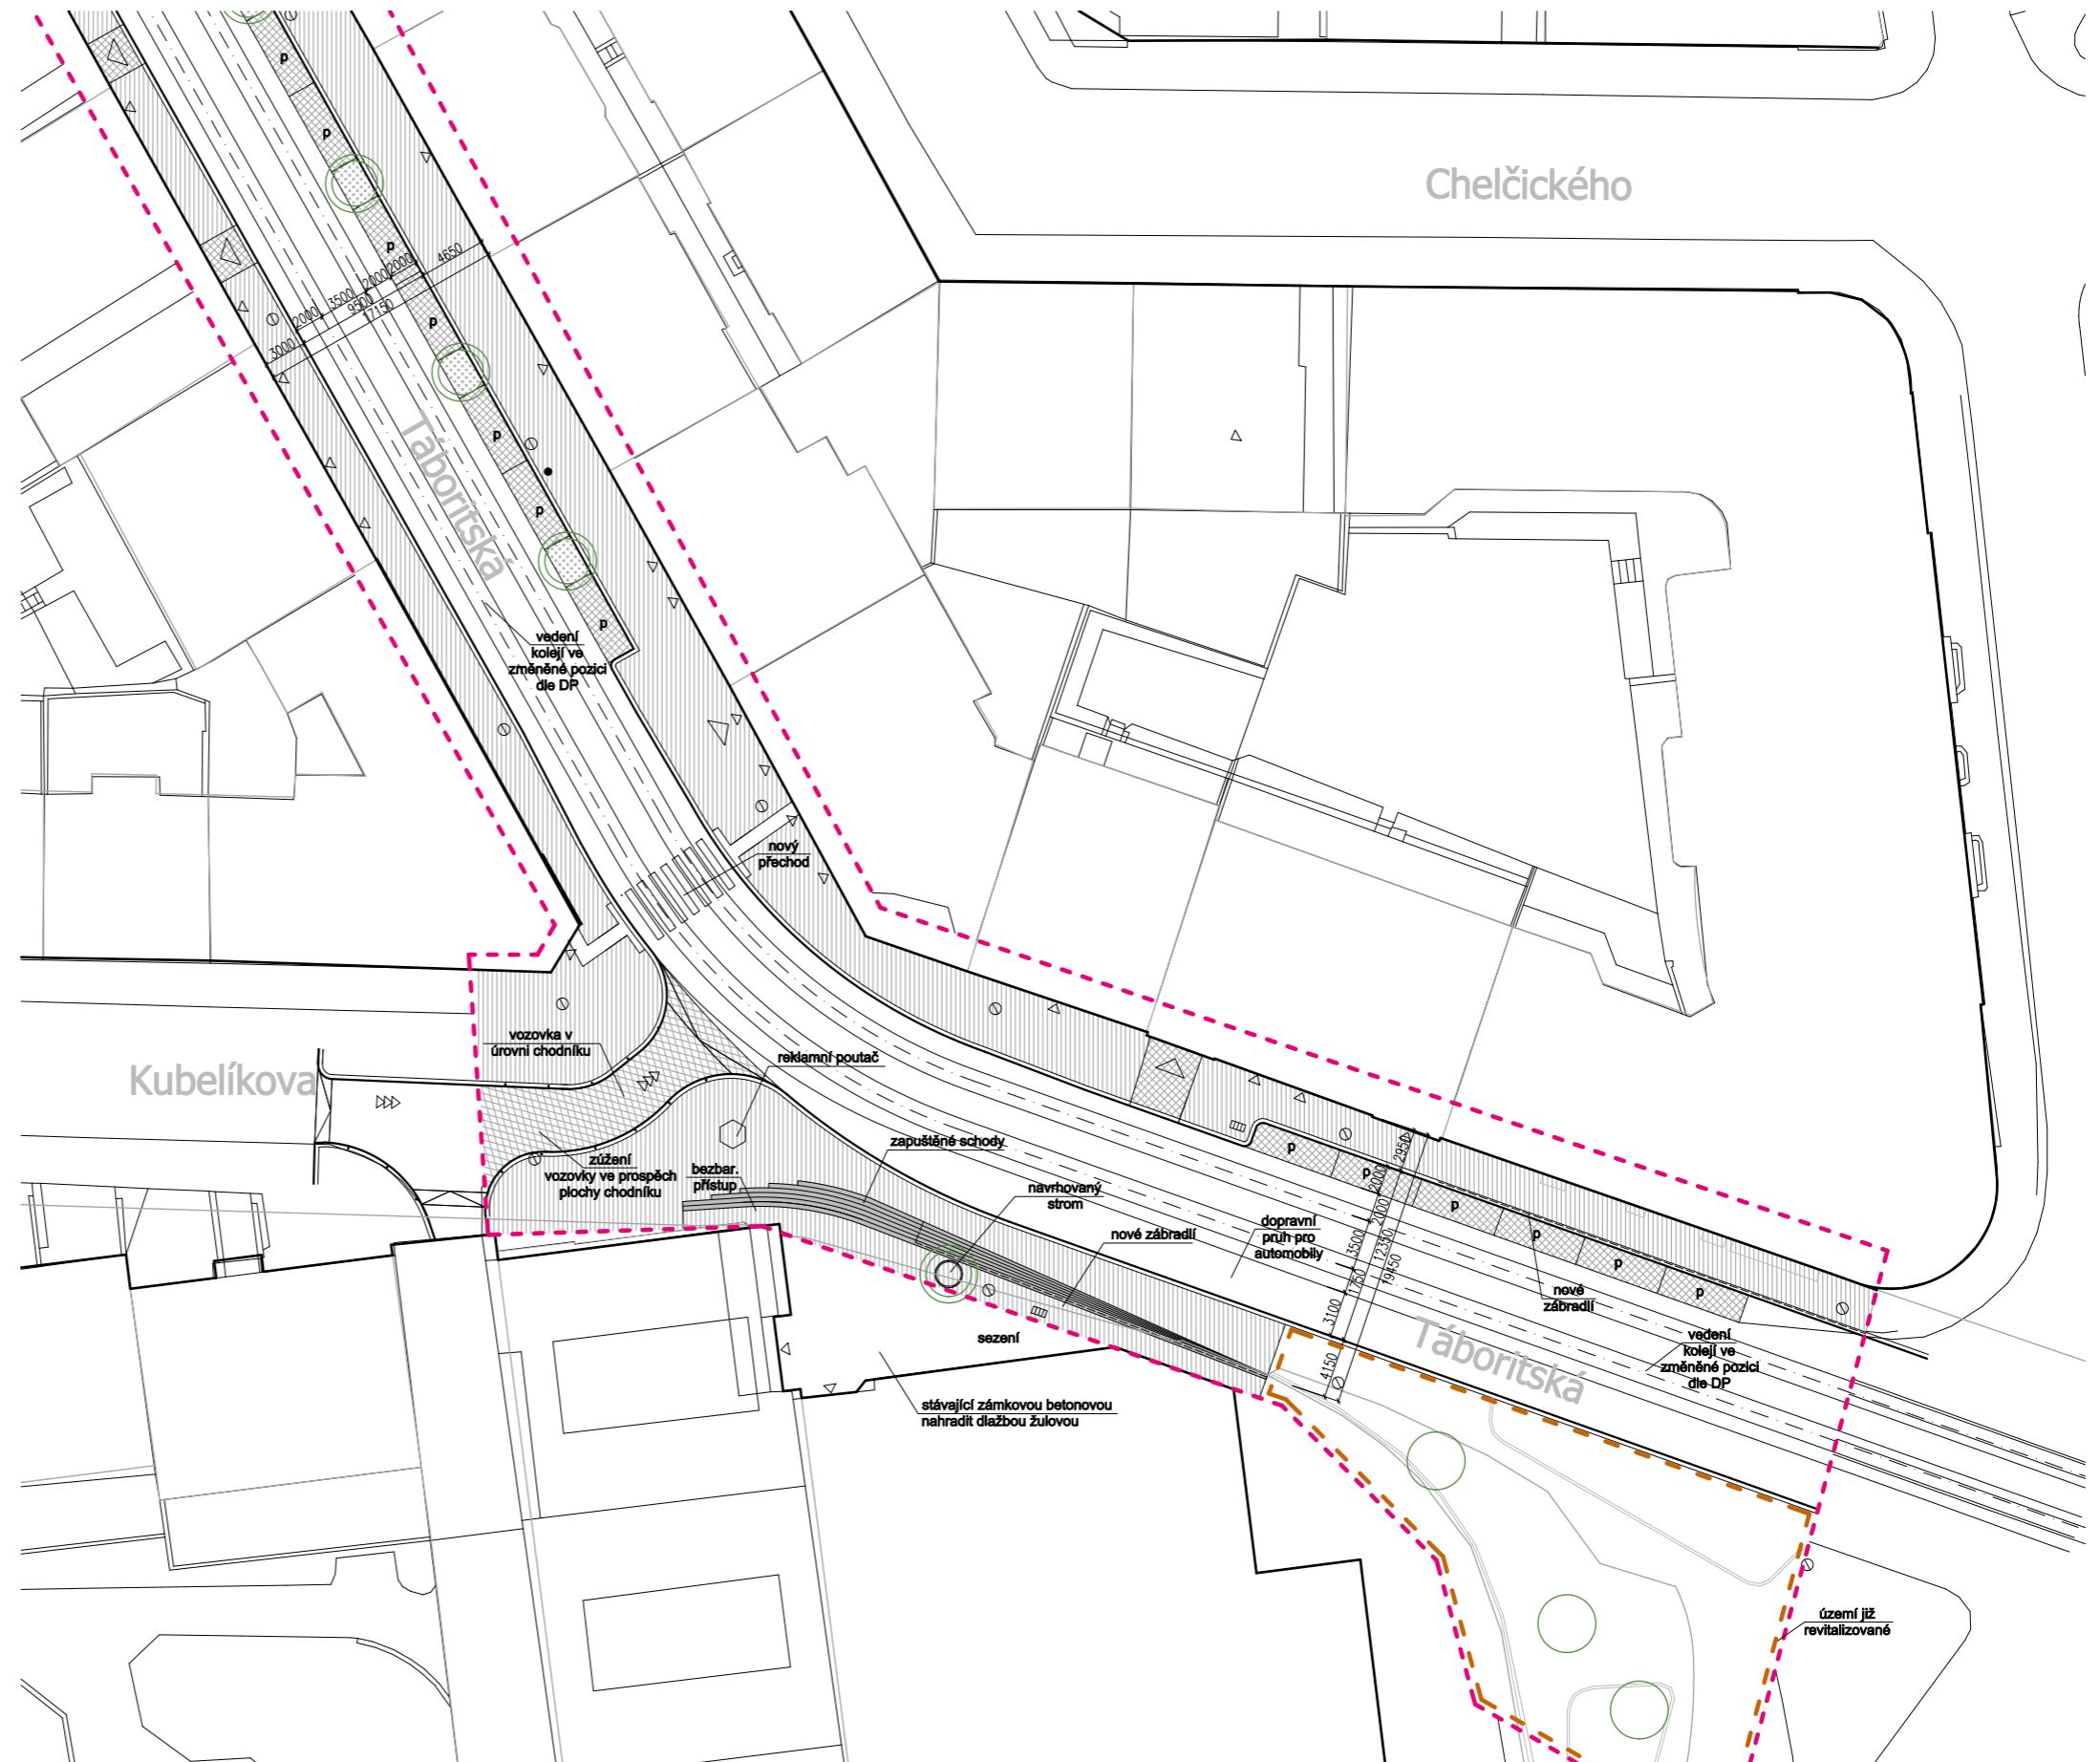 p
p
Chelčického
p
4650
2000
2000
3500
9500
17150
2000
3000
p
Táboritská
p
p
p
vedení
kolejí ve
změněné pozici
dle DP
nový
přechod
vozovka v
úrovni chodníku
reklamní poutač
Kubelíkova
zapuštěné schody
zúžení
vozovky ve prospěch
plochy chodníku
bezbar.
přístup
navrhovaný
strom
nové zábradlí
dopravní
pruh pro
automobily
p
p
p
p
p
p
2950
2000
2000
3500
12350
1750
19450
3100
4150
nové
zábradlí
sezení
Táboritská
vedení
kolejí ve
změněné pozici
dle DP
stávající zámkovou betonovou
nahradit dlažbou žulovou
území již
revitalizované